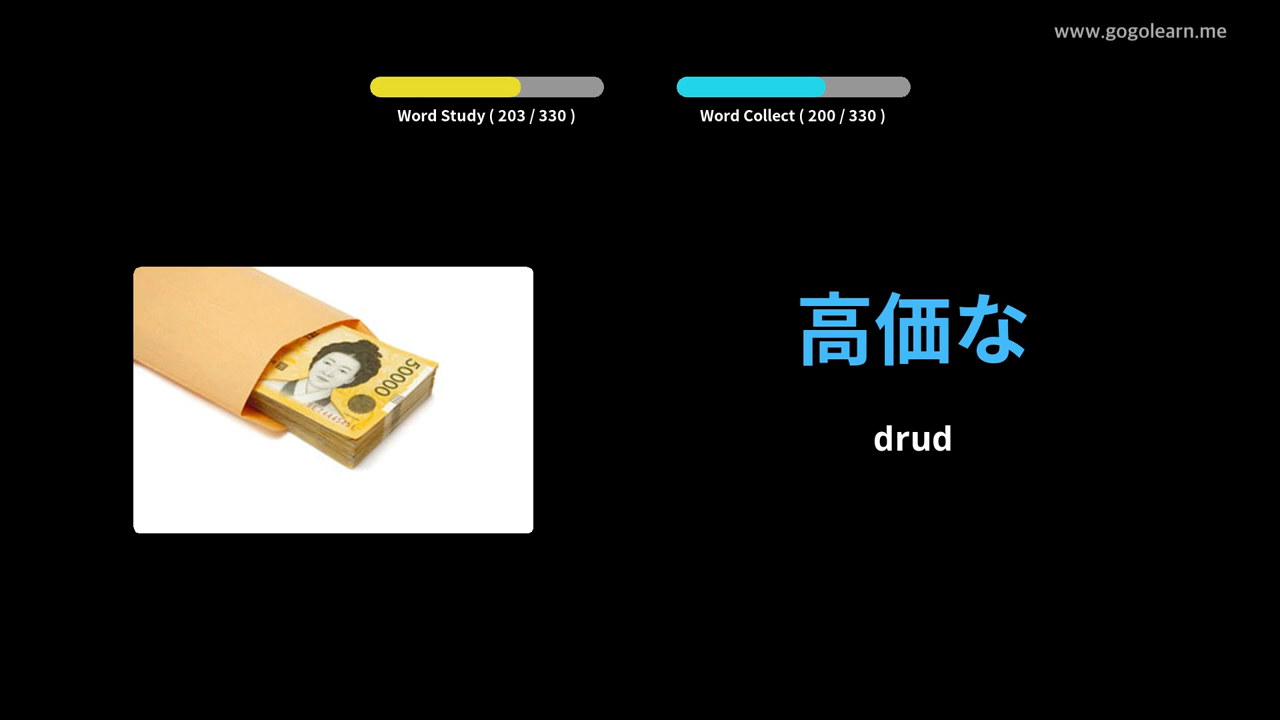 www.gogolearn.me
Word Study ( 203 / 330 )
Word Collect ( 200 / 330 )
50000
高価な
drud